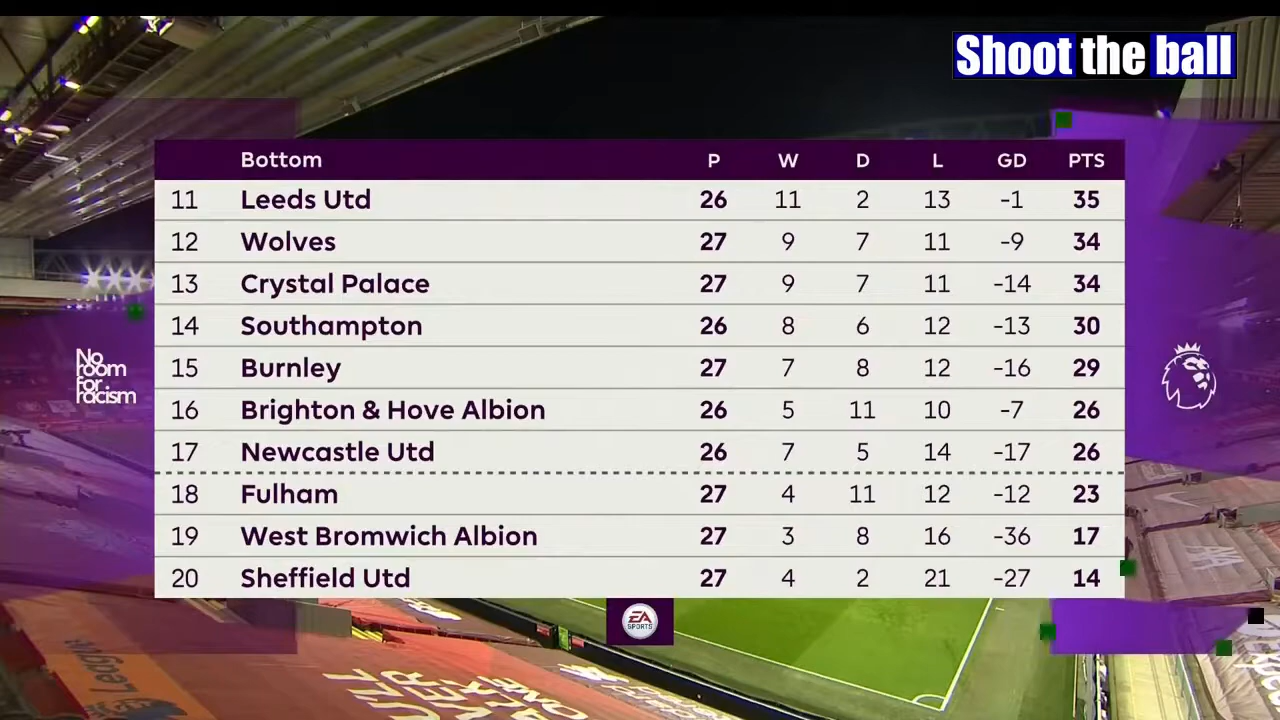 Shoot the ball
Bottom P W D L GD PTS
11 Leeds Utd 26 11 2 13 -1 35
12 Wolves 27 9 7 11 -9 34
13 Crystal Palace 27 9 7 11 -14 34
14 Southampton 26 8 6 12 -13 30
15 Burnley 27 7 8 12 -16 29
16 Brighton & Hove Albion 26 5 11 10 -7 26
17 Newcastle Utd 26 7 5 14 -17 26
18 Fulham 27 4 11 12 -12 23
19 West Bromwich Albion 27 3 8 16 -36 17
20 Sheffield Utd 27 4 2 21 -27 14
No
room
for
racism
EA
SPORTS